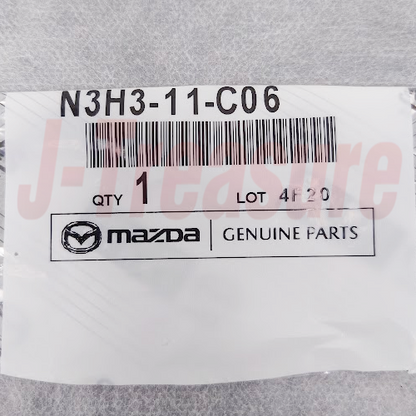 N3H3-11-C06
J-Treasure
QTY 1 LOT 4F20
mazda GENUINE PARTS